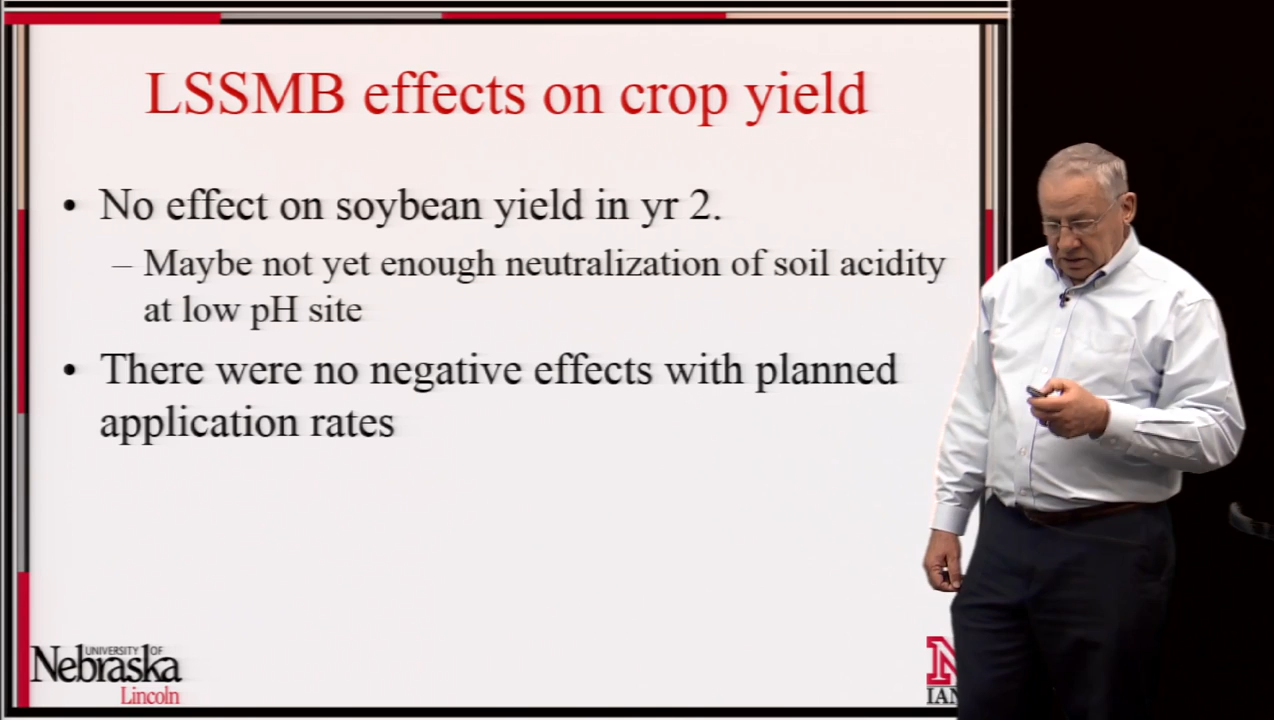 LSSMB effects on crop yield
• No effect on soybean yield in yr 2.
– Maybe not yet enough neutralization of soil acidity
at low pH site
• There were no negative effects with planned
application rates
UNIVERSITY OF
Nebraska
Lincoln
N
IAN